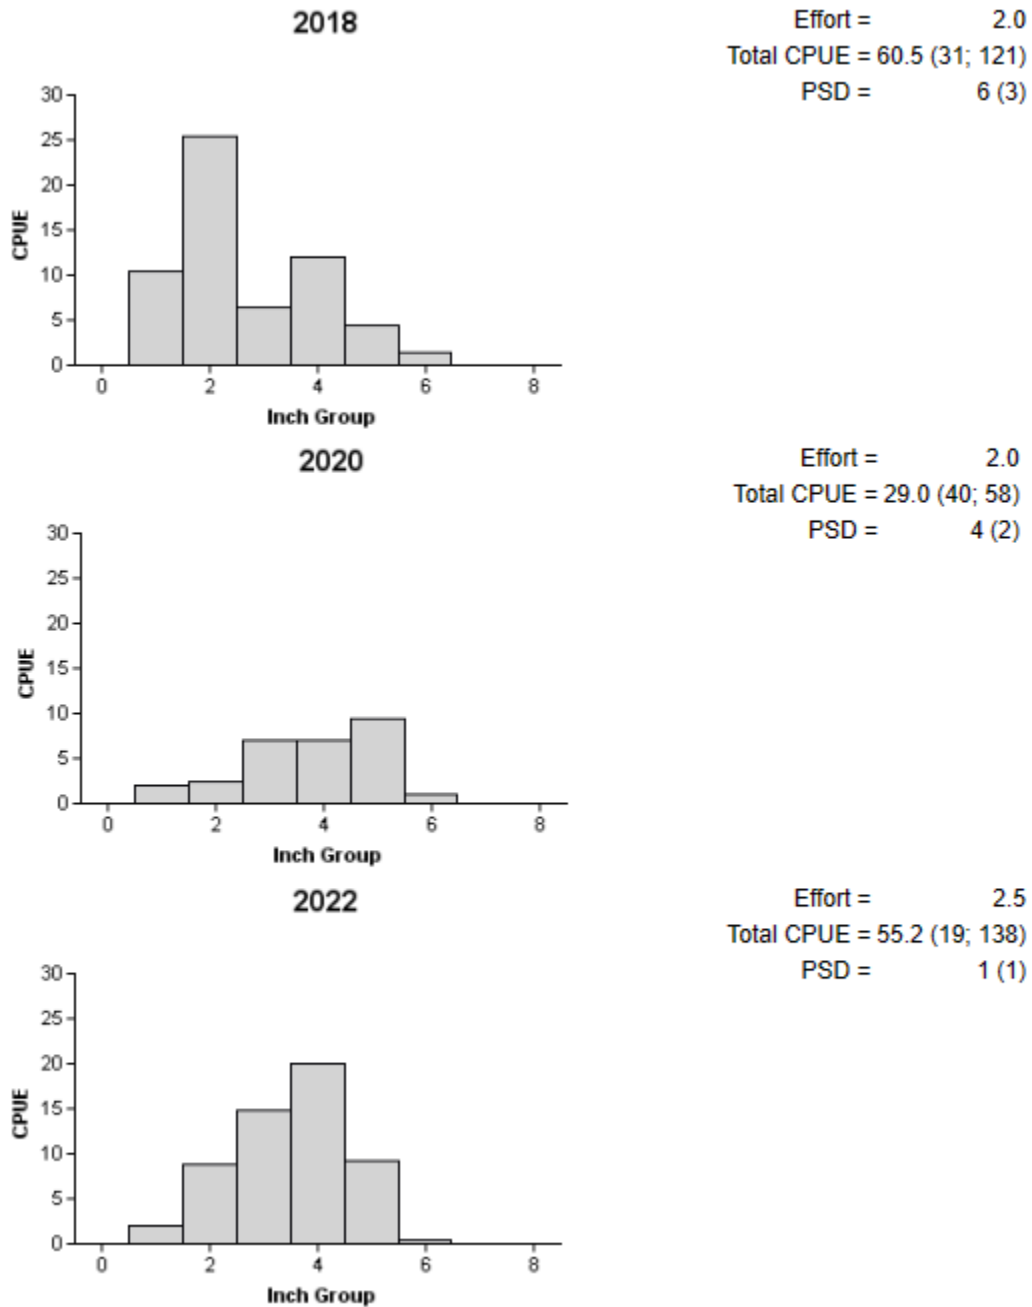 2018
Effort = 2.0
Total CPUE = 60.5 (31; 121)
PSD = 6 (3)
30
25
20
15
10
5
0
CPUE
0 2 4 6 8
Inch Group
2020
Effort = 2.0
Total CPUE = 29.0 (40; 58)
PSD = 4 (2)
30
25
20
15
10
5
0
CPUE
0 2 4 6 8
Inch Group
2022
Effort = 2.5
Total CPUE = 55.2 (19; 138)
PSD = 1 (1)
30
25
20
15
10
5
0
CPUE
0 2 4 6 8
Inch Group